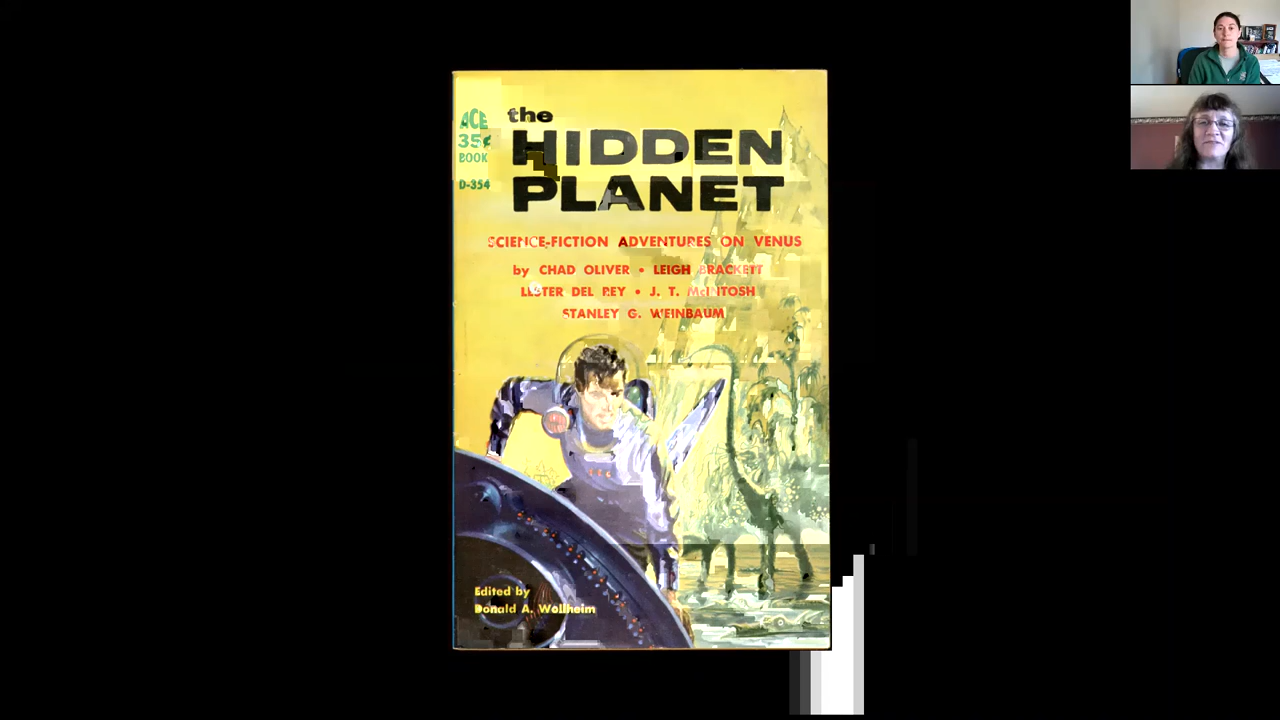 the
HIDDEN
PLANET
ACE
35¢
BOOK
D-354
SCIENCE-FICTION ADVENTURES ON VENUS
by CHAD OLIVER • LEIGH BRACKETT
LESTER DEL REY • J. T. McINTOSH
STANLEY G. WEINBAUM
Edited by
Donald A. Wollheim